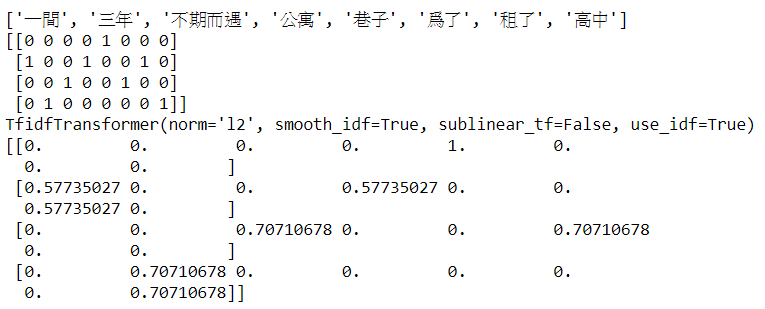 ['一間', '三年', '不期而遇', '公寓', '巷子', '爲了', '租了', '高中']
[[0 0 0 0 1 0 0 0]
 [1 0 0 1 0 0 1 0]
 [0 0 1 0 0 1 0 0]
 [0 1 0 0 0 0 0 1]]
TfidfTransformer(norm='l2', smooth_idf=True, sublinear_tf=False, use_idf=True)
[[0.         0.         0.         0.         1.         0.
  0.         0.        ]
 [0.57735027 0.         0.         0.57735027 0.         0.
  0.57735027 0.        ]
 [0.         0.         0.70710678 0.         0.         0.70710678
  0.         0.        ]
 [0.         0.70710678 0.         0.         0.         0.
  0.         0.70710678]]